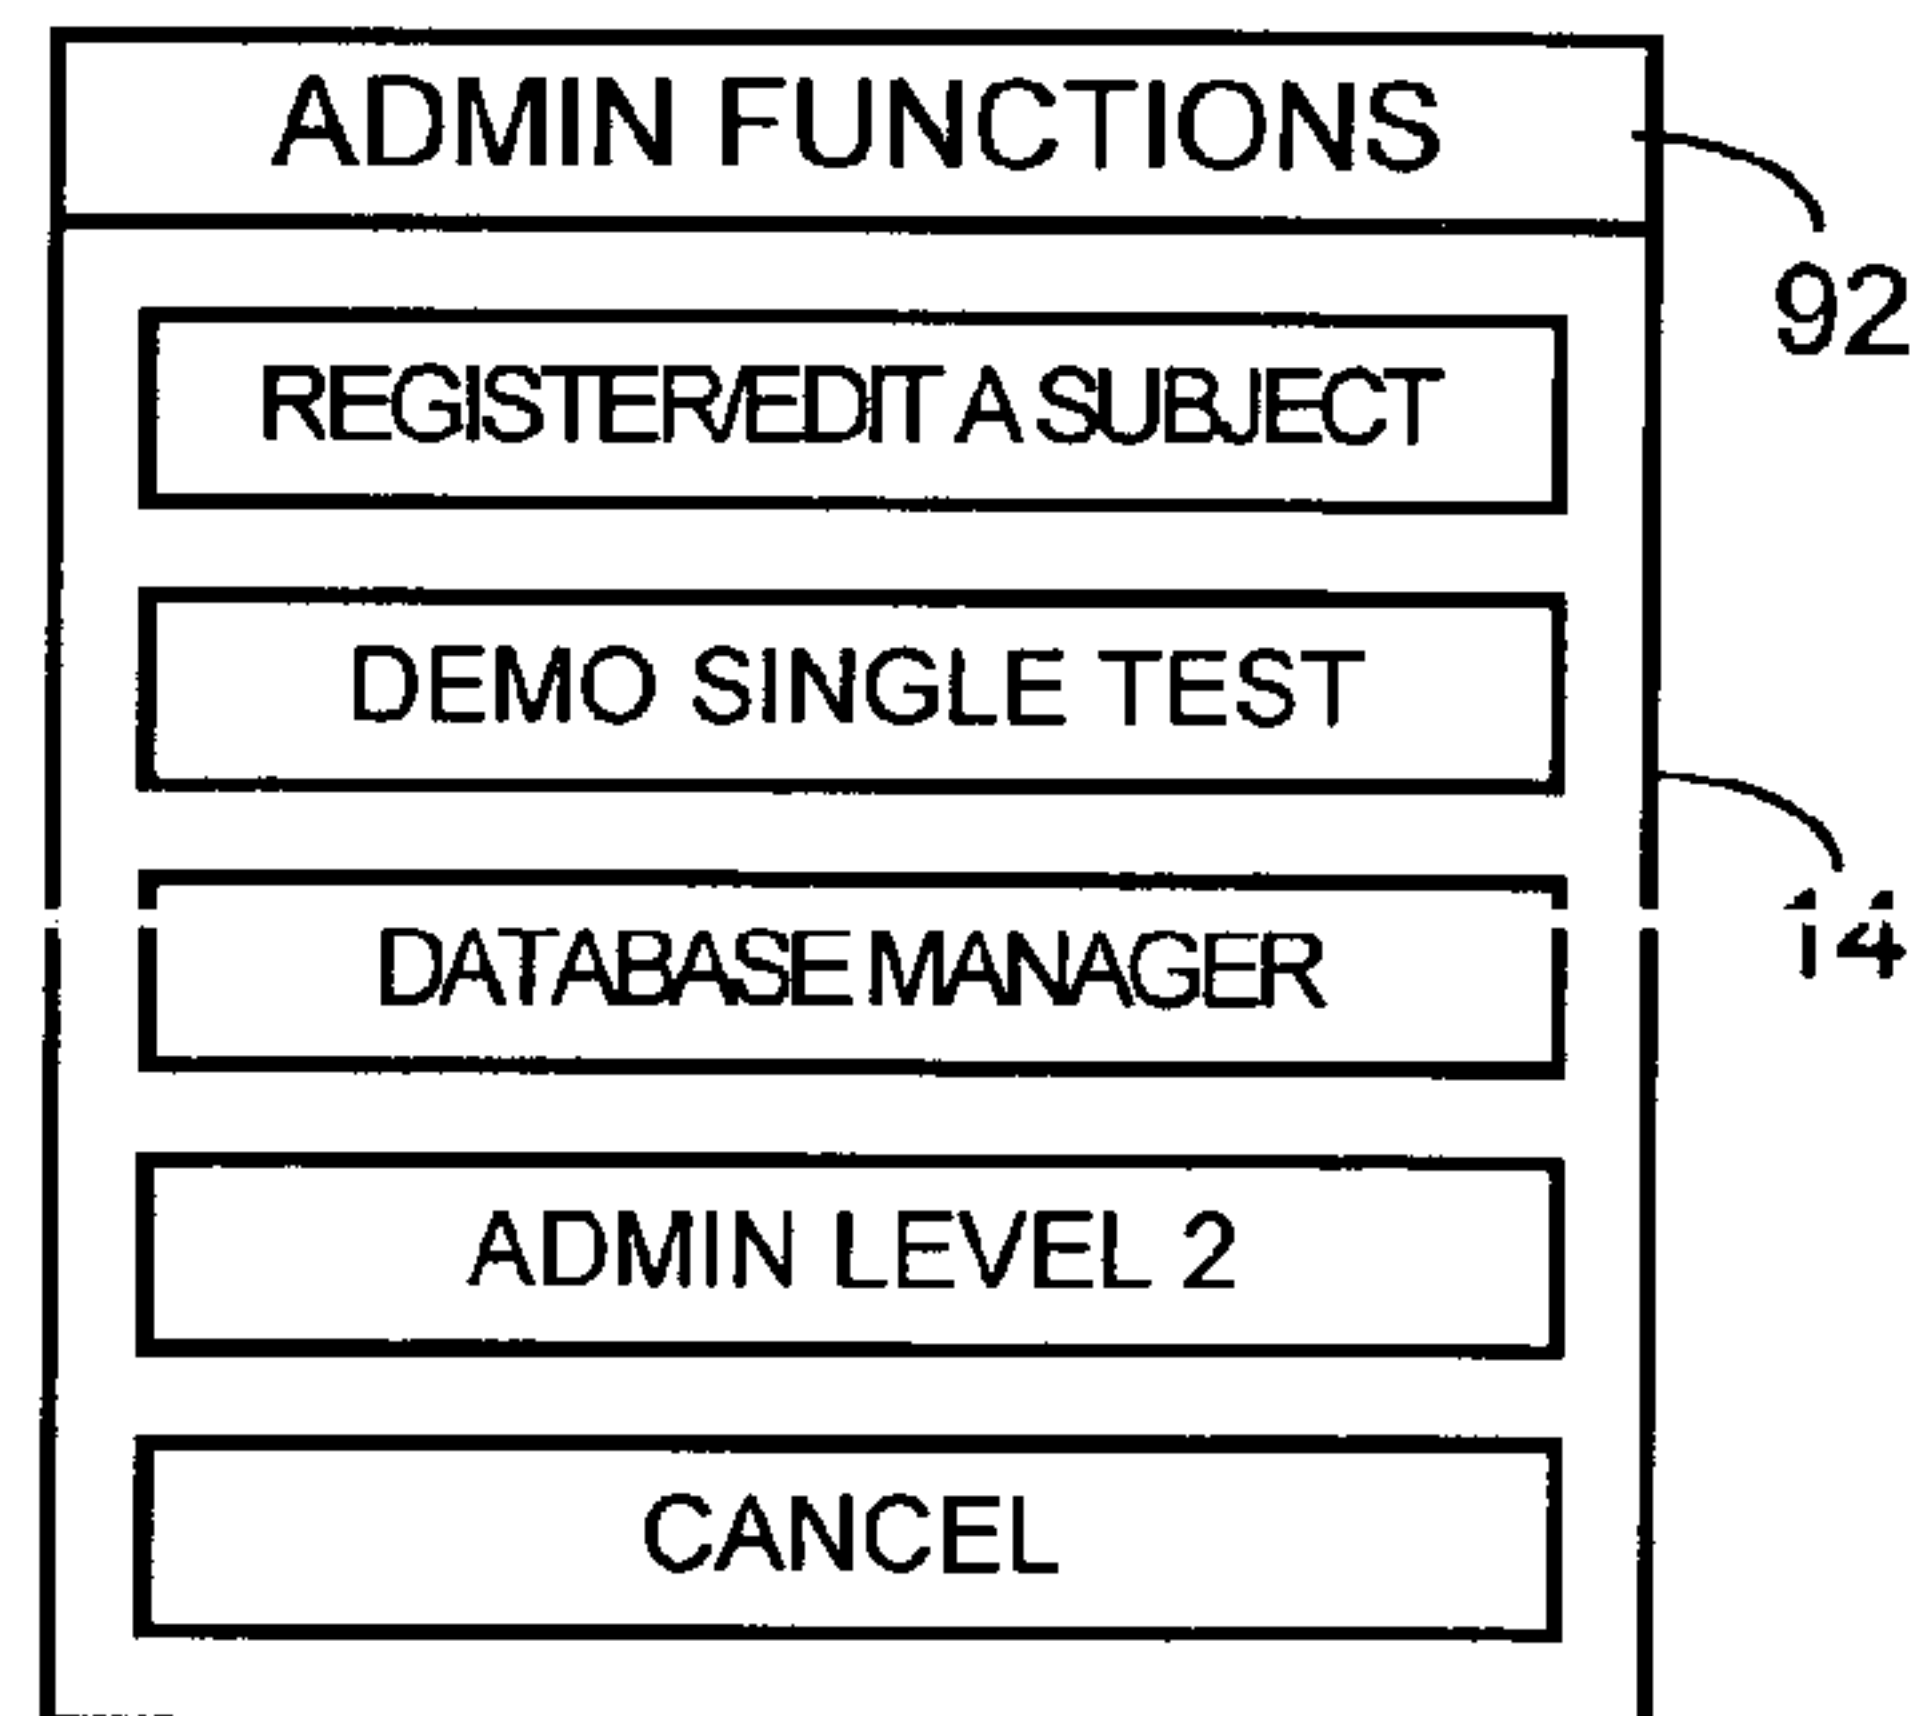 ADMIN FUNCTIONS
92
REGISTER/EDIT A SUBJECT
DEMO SINGLE TEST
14
DATABASE MANAGER
ADMIN LEVEL 2
CANCEL